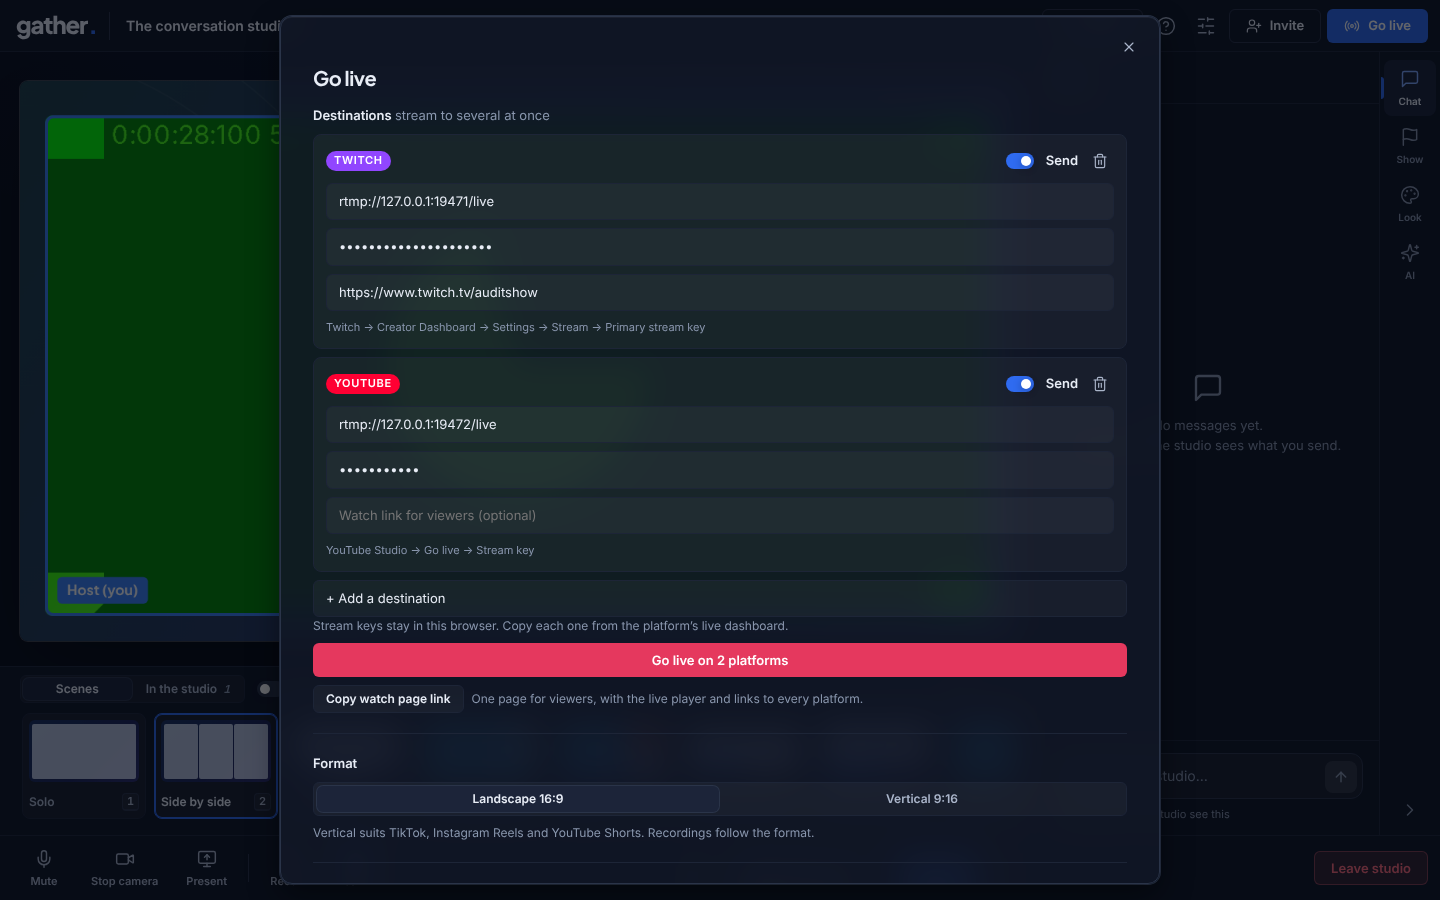 gather.
The conversation studi
Invite
Go live
Go live
Destinations stream to several at once
TWITCH
Send
rtmp://127.0.0.1:19471/live
•••••••••••••••••••••
https://www.twitch.tv/auditshow
Twitch → Creator Dashboard → Settings → Stream → Primary stream key
YOUTUBE
Send
rtmp://127.0.0.1:19472/live
•••••••••••
Watch link for viewers (optional)
YouTube Studio → Go live → Stream key
+ Add a destination
Stream keys stay in this browser. Copy each one from the platform's live dashboard.
Go live on 2 platforms
Copy watch page link
One page for viewers, with the live player and links to every platform.
Format
Landscape 16:9
Vertical 9:16
Vertical suits TikTok, Instagram Reels and YouTube Shorts. Recordings follow the format.
0:00:28:100 5
Host (you)
Scenes
In the studio 1
Solo 1
Side by side 2
Mute
Stop camera
Present
Chat
Show
Look
AI
o messages yet.
e studio sees what you send.
studio...
tudio see this
Leave studio